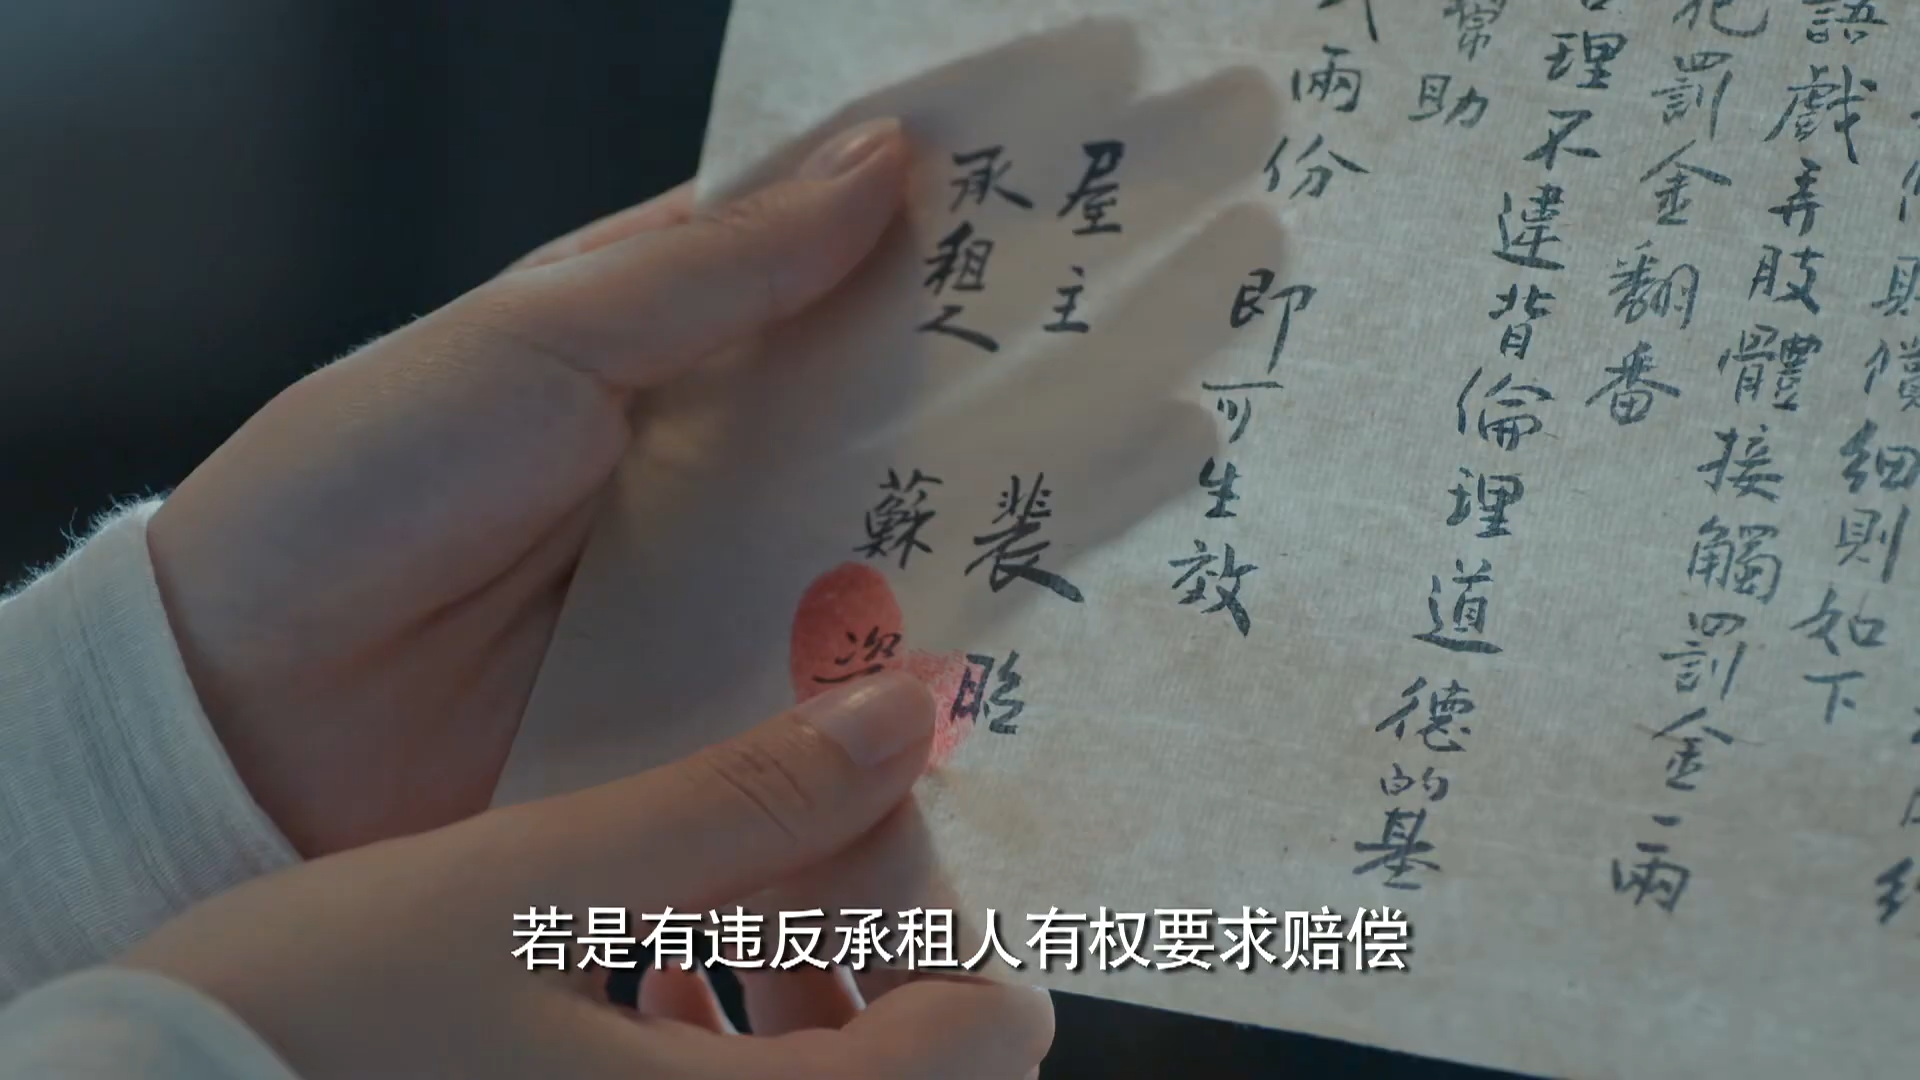 償細則如下
語戲弄肢體接觸罰金一兩
犯罰金翻番
理不違背倫理道德的基
幫助
兩份即可生效
屋主 裴昭
承租人 蘇
若是有违反承租人有权要求赔偿